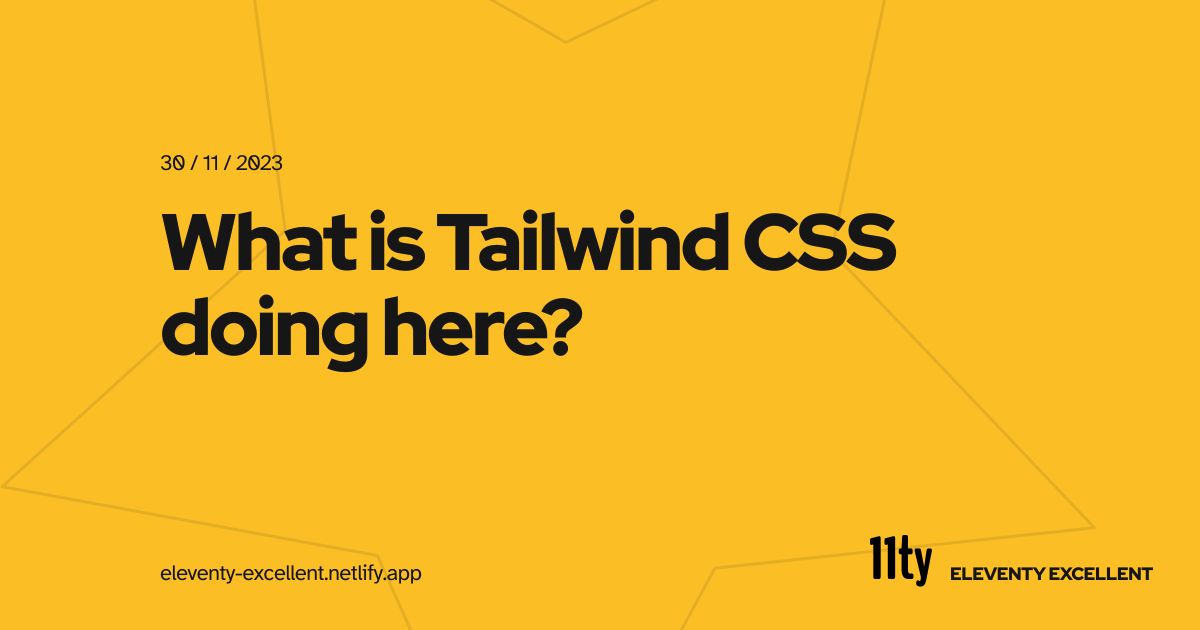 30 / 11 / 2023
What is Tailwind CSS
doing here?
eleventy-excellent.netlify.app
11ty ELEVENTY EXCELLENT